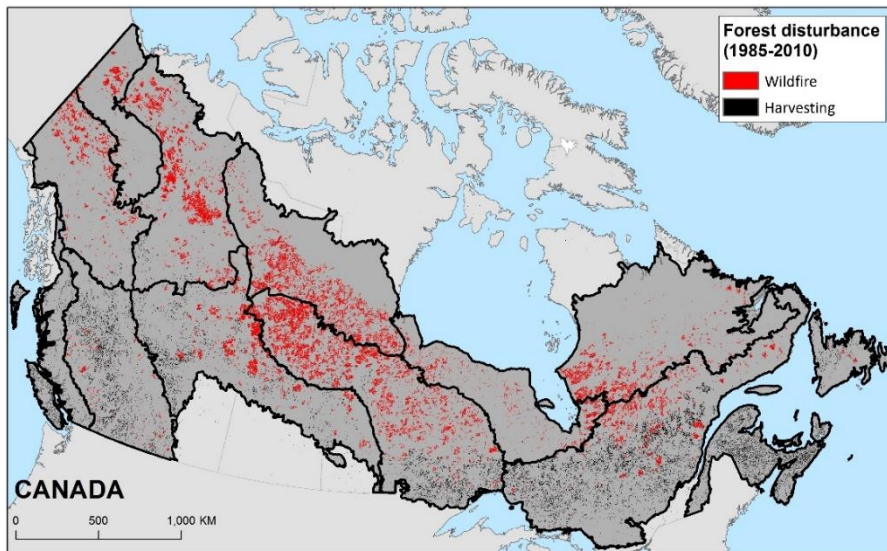 Forest disturbance
(1985-2010)
Wildfire
Harvesting
CANADA
0 500 1,000 KM